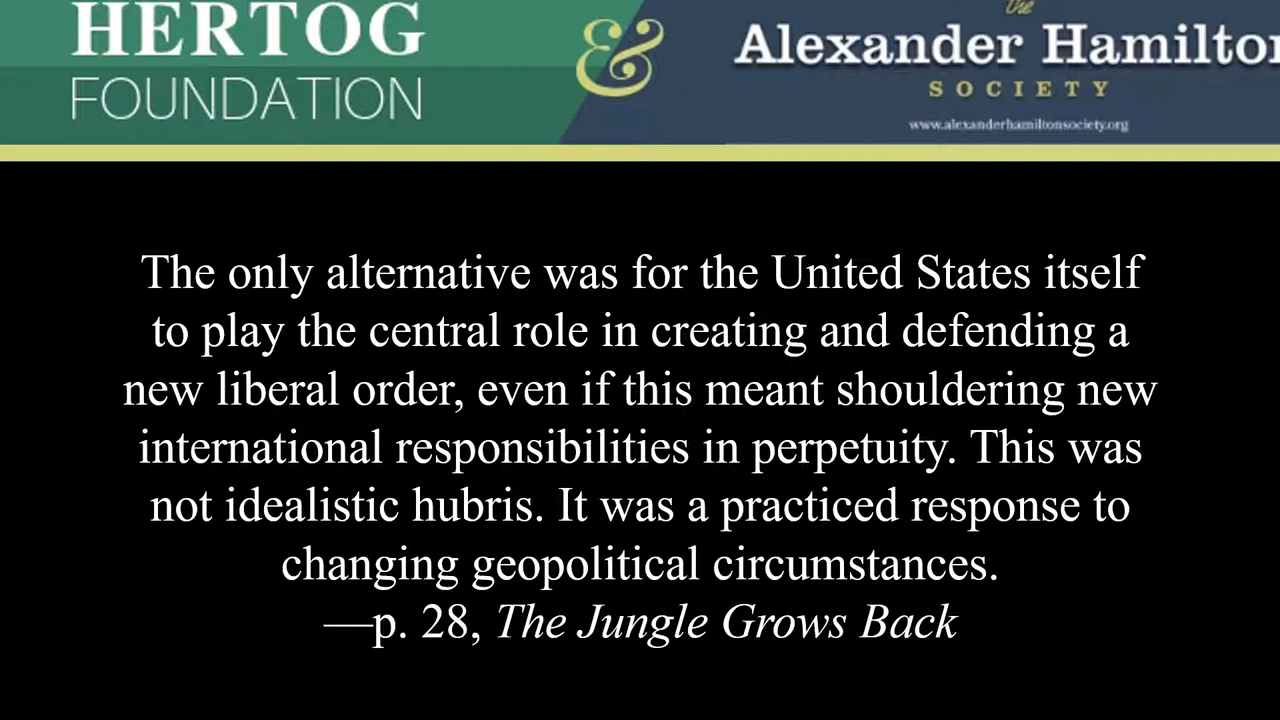 HERTOG
FOUNDATION
&
the
Alexander Hamilto
SOCIETY
www.alexanderhamiltonsociety.org
The only alternative was for the United States itself
to play the central role in creating and defending a
new liberal order, even if this meant shouldering new
international responsibilities in perpetuity. This was
not idealistic hubris. It was a practiced response to
changing geopolitical circumstances.
—p. 28, The Jungle Grows Back